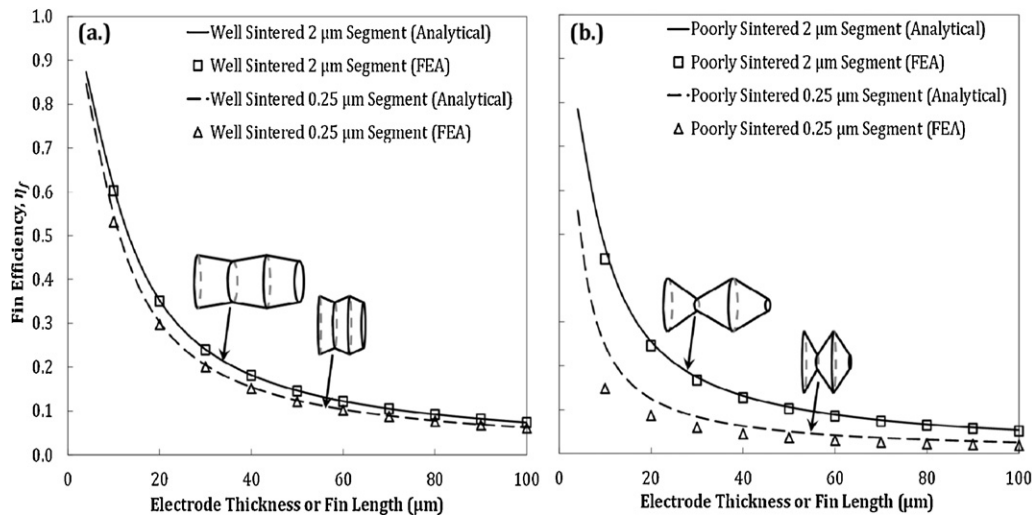 (a.)
Well Sintered 2 μm Segment (Analytical)
Well Sintered 2 μm Segment (FEA)
Well Sintered 0.25 μm Segment (Analytical)
Well Sintered 0.25 μm Segment (FEA)
Fin Efficiency, ηf
1.0
0.9
0.8
0.7
0.6
0.5
0.4
0.3
0.2
0.1
0.0
0 20 40 60 80 100
Electrode Thickness or Fin Length (μm)
(b.)
Poorly Sintered 2 μm Segment (Analytical)
Poorly Sintered 2 μm Segment (FEA)
Poorly Sintered 0.25 μm Segment (Analytical)
Poorly Sintered 0.25 μm Segment (FEA)
0 20 40 60 80 100
Electrode Thickness or Fin Length (μm)